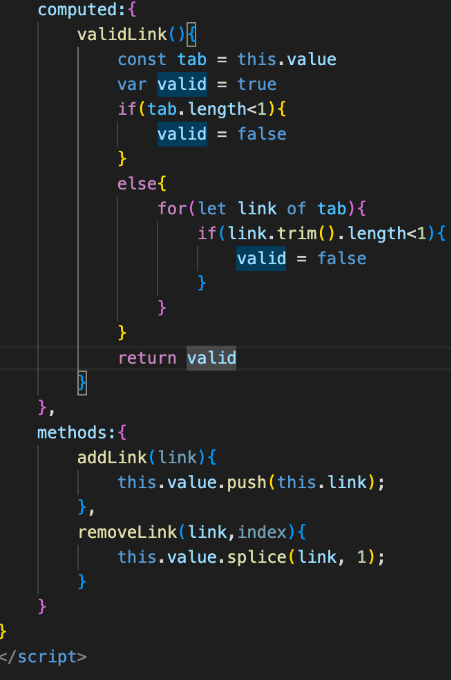 computed:{
validLink(){
const tab = this.value
var valid = true
if(tab.length<1){
valid = false
}
else{
for(let link of tab){
if(link.trim().length<1){
valid = false
}
}
}
return valid
}
},
methods:{
addLink(link){
this.value.push(this.link);
},
removeLink(link,index){
this.value.splice(link, 1);
}
}
}
</script>